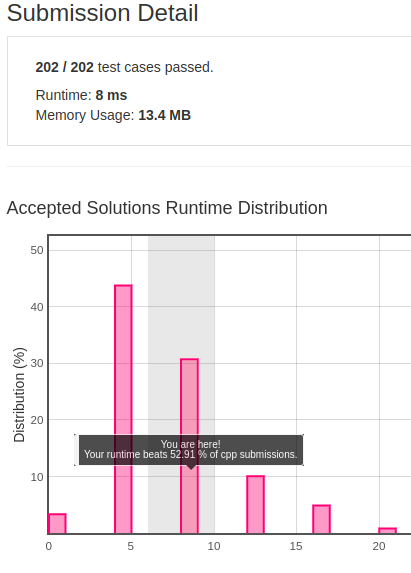 Submission Detail
202 / 202 test cases passed.
Runtime: 8 ms
Memory Usage: 13.4 MB
Accepted Solutions Runtime Distribution
50
40
30
20
10
Distribution (%)
You are here!
Your runtime beats 52.91 % of cpp submissions.
0 5 10 15 20